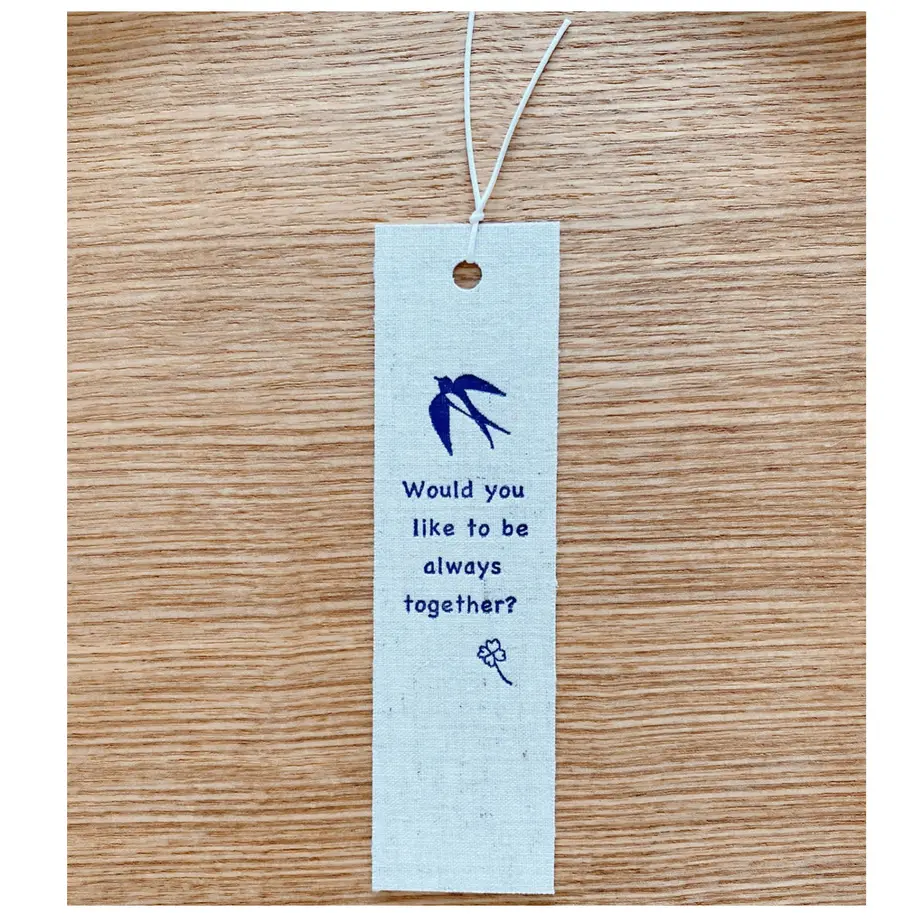 Would you
like to be
always
together?